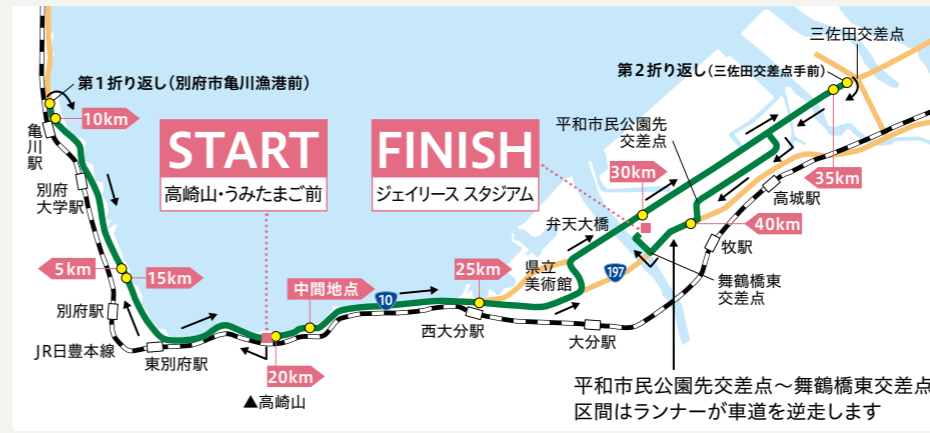 三佐田交差点
第1折り返し(別府市亀川漁港前)
第2折り返し(三佐田交差点手前)
10km
亀川駅
START
高崎山・うみたまご前
FINISH
ジェイリース スタジアム
平和市民公園先
交差点
30km
35km
別府
大学駅
高城駅
弁天大橋
40km
牧駅
5km
15km
中間地点
25km
県立
美術館
197
舞鶴橋東
交差点
10
別府駅
西大分駅
大分駅
JR日豊本線
東別府駅
20km
▲高崎山
平和市民公園先交差点~舞鶴橋東交差点
区間はランナーが車道を逆走します